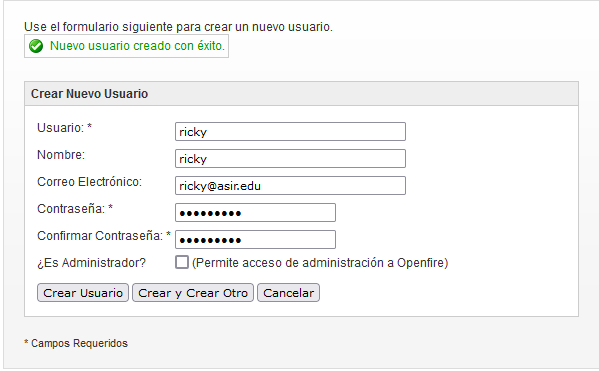 Use el formulario siguiente para crear un nuevo usuario.
Nuevo usuario creado con éxito.
Crear Nuevo Usuario
Usuario: * ricky
Nombre: ricky
Correo Electrónico: ricky@asir.edu
Contraseña: * •••••••••
Confirmar Contraseña: * •••••••••
¿Es Administrador? (Permite acceso de administración a Openfire)
Crear Usuario Crear y Crear Otro Cancelar
* Campos Requeridos